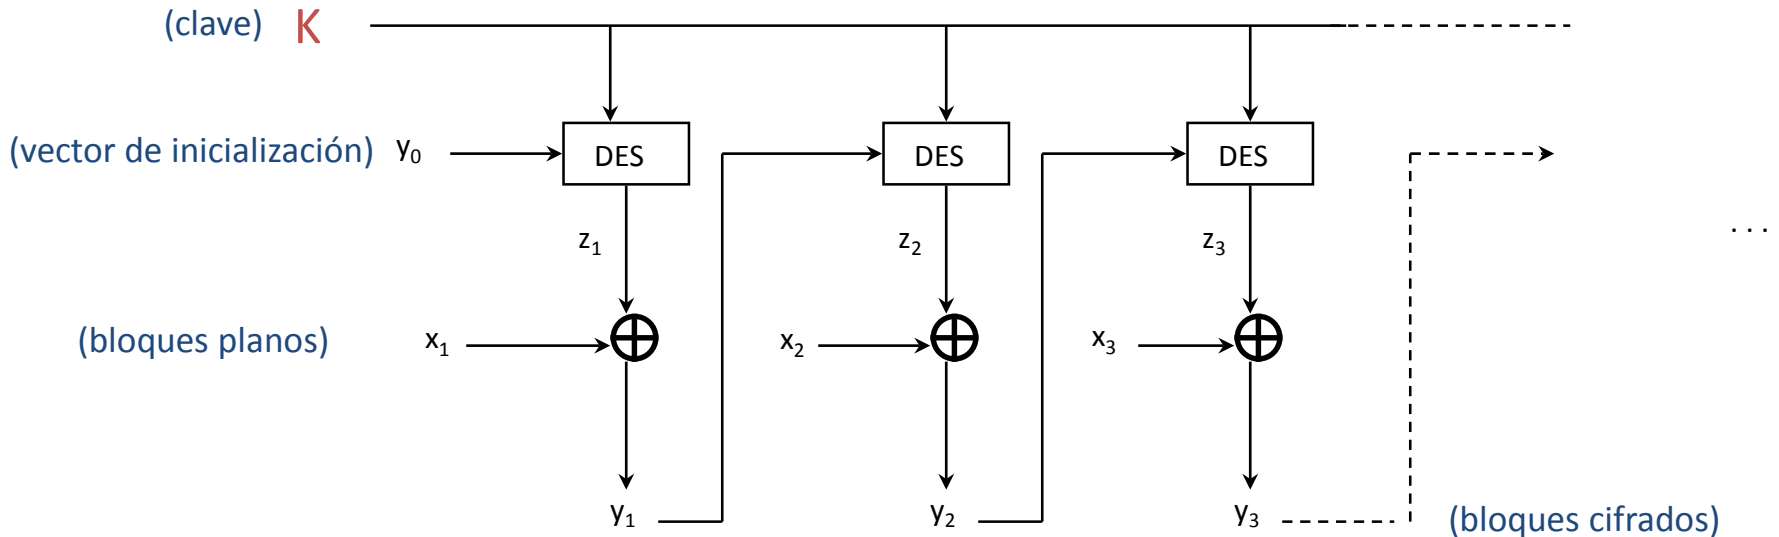 (clave) K
(vector de inicialización) y₀ DES DES DES
z₁ z₂ z₃ ...
(bloques planos) x₁ x₂ x₃
y₁ y₂ y₃ (bloques cifrados)